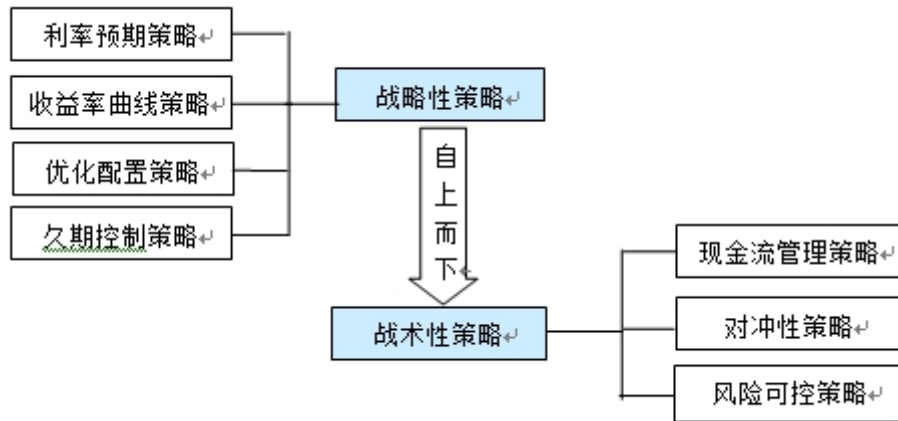 利率预期策略
收益率曲线策略
优化配置策略
久期控制策略
战略性策略
自
上
而
下
战术性策略
现金流管理策略
对冲性策略
风险可控策略